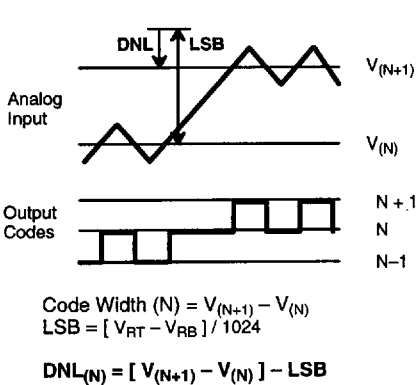 DNL LSB
V(N+1)
Analog
Input
V(N)
N + 1
Output
Codes
N
N–1
Code Width (N) = V(N+1) – V(N)
LSB = [ VRT – VRB ] / 1024
DNL(N) = [ V(N+1) – V(N) ] – LSB